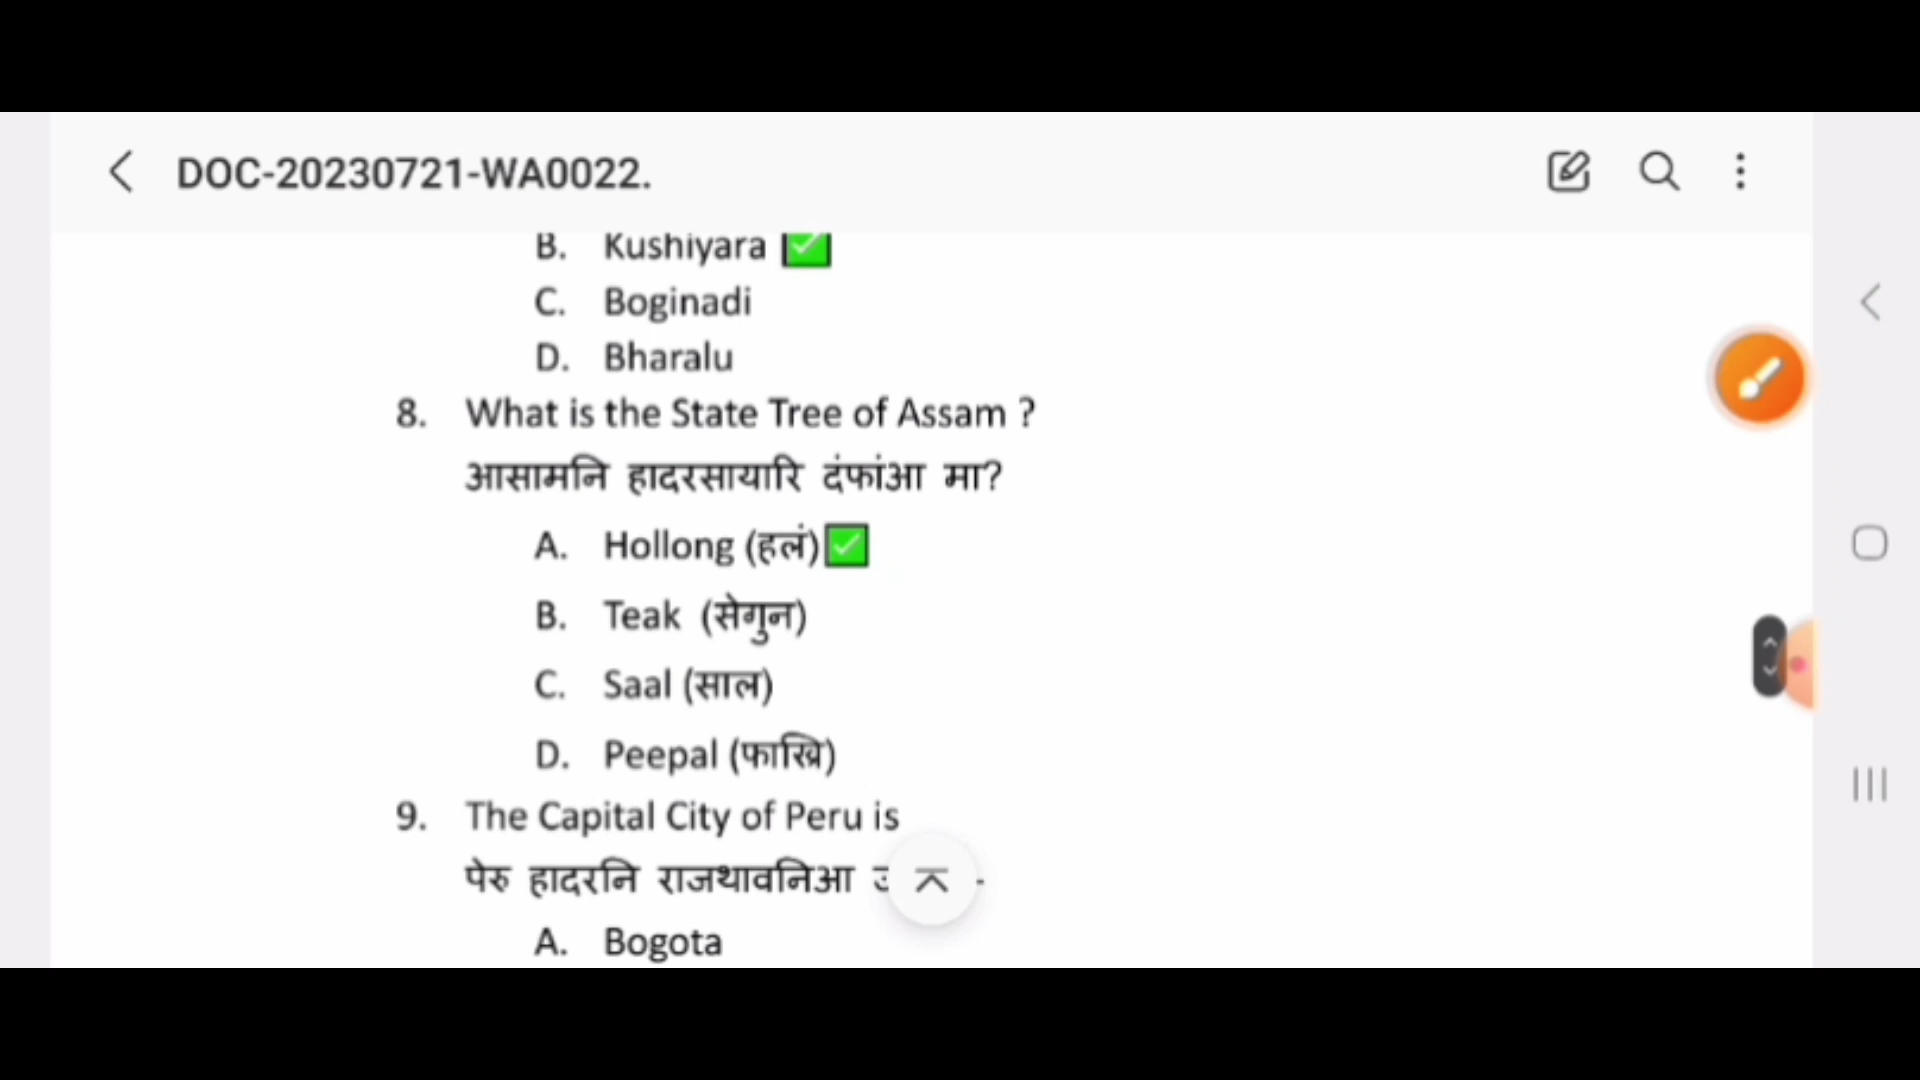 DOC-20230721-WA0022.
B. Kushiyara ✅
C. Boginadi
D. Bharalu
8. What is the State Tree of Assam ?
आसामनि हादरसायारि दंफांआ मा?
A. Hollong (हलं)✅
B. Teak (सेगुन)
C. Saal (साल)
D. Peepal (फाख्रि)
9. The Capital City of Peru is
पेरु हादरनि राजथावनिआ -
A. Bogota